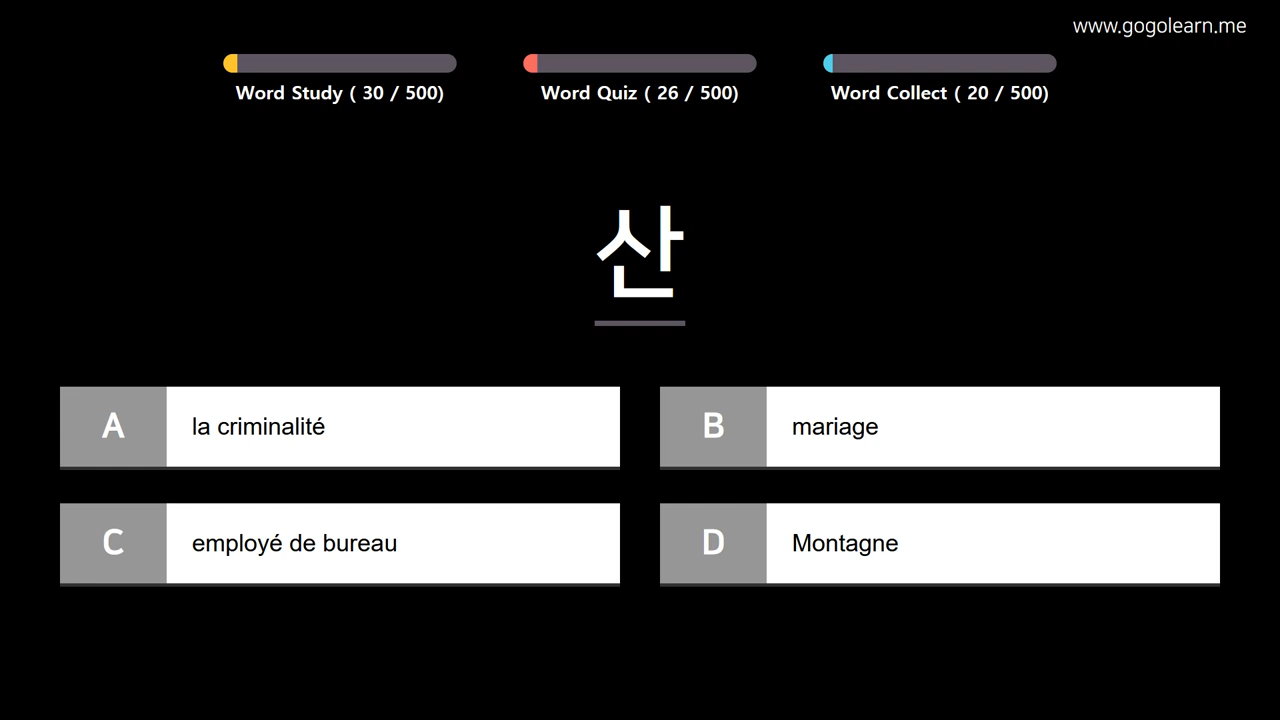 www.gogolearn.me
Word Study ( 30 / 500)
Word Quiz ( 26 / 500)
Word Collect ( 20 / 500)
산
A la criminalité
B mariage
C employé de bureau
D Montagne